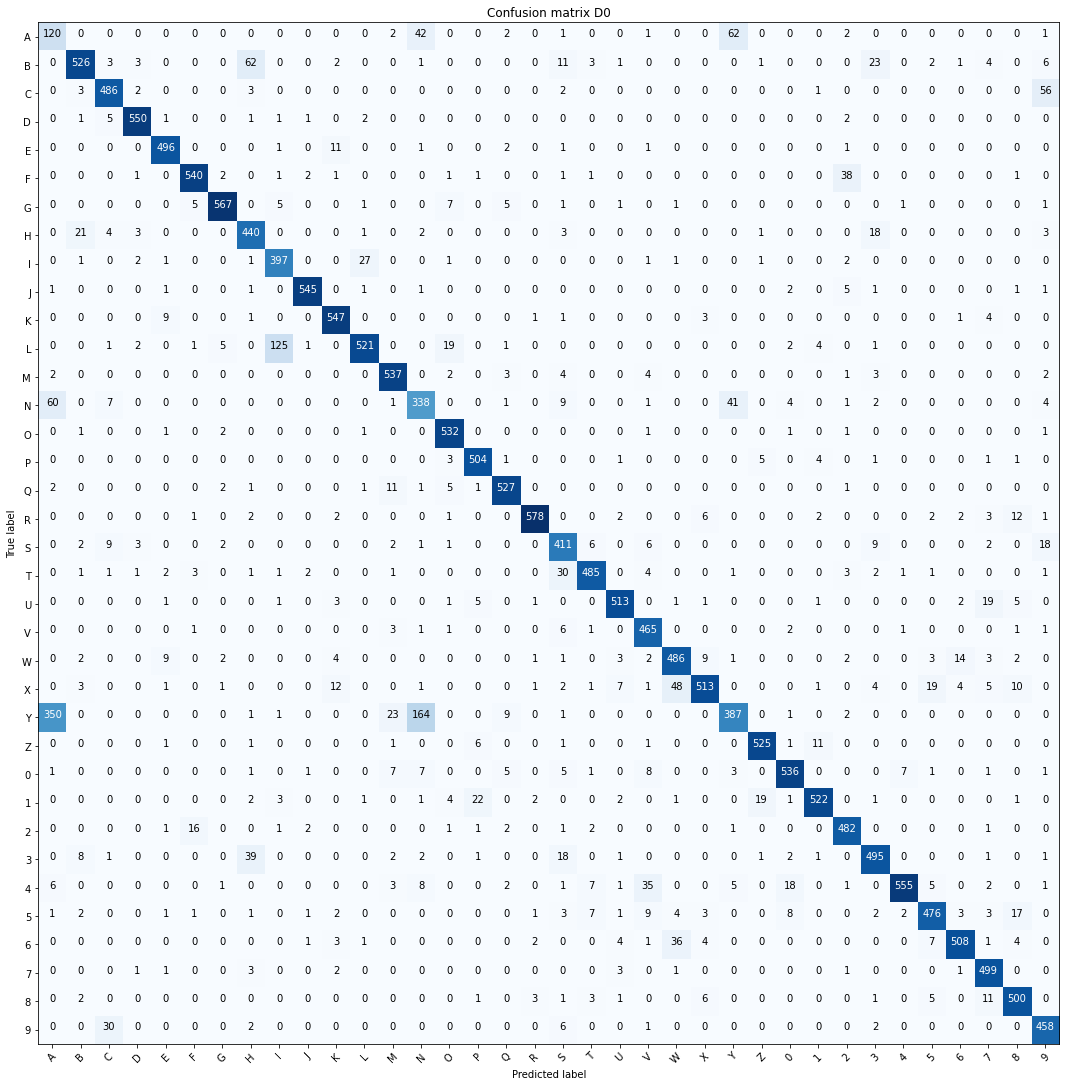 Confusion matrix D0
True label
A 120 0 0 0 0 0 0 0 0 0 0 0 2 42 0 0 2 0 1 0 0 1 0 0 62 0 0 0 2 0 0 0 0 0 0 1
B 0 526 3 3 0 0 0 62 0 0 2 0 0 1 0 0 0 0 11 3 1 0 0 0 0 1 0 0 0 23 0 2 1 4 0 6
C 0 3 486 2 0 0 0 3 0 0 0 0 0 0 0 0 0 0 2 0 0 0 0 0 0 0 0 1 0 0 0 0 0 0 0 56
D 0 1 5 550 1 0 0 1 1 1 0 2 0 0 0 0 0 0 0 0 0 0 0 0 0 0 0 0 2 0 0 0 0 0 0 0
E 0 0 0 0 496 0 0 0 1 0 11 0 0 1 0 0 2 0 1 0 0 1 0 0 0 0 0 0 1 0 0 0 0 0 0 0
F 0 0 0 1 0 540 2 0 1 2 1 0 0 0 1 1 0 0 1 1 0 0 0 0 0 0 0 0 38 0 0 0 0 0 1 0
G 0 0 0 0 0 5 567 0 5 0 0 1 0 0 7 0 5 0 1 0 1 0 1 0 0 0 0 0 0 0 1 0 0 0 0 1
H 0 21 4 3 0 0 0 440 0 0 0 1 0 2 0 0 0 0 3 0 0 0 0 0 0 1 0 0 0 18 0 0 0 0 0 3
I 0 1 0 2 1 0 0 1 397 0 0 27 0 0 1 0 0 0 0 0 0 1 1 0 0 1 0 0 2 0 0 0 0 0 0 0
J 1 0 0 0 1 0 0 1 0 545 0 1 0 1 0 0 0 0 0 0 0 0 0 0 0 0 2 0 5 1 0 0 0 0 1 1
K 0 0 0 0 9 0 0 1 0 0 547 0 0 0 0 0 0 1 1 0 0 0 0 3 0 0 0 0 0 0 0 0 1 4 0 0
L 0 0 1 2 0 1 5 0 125 1 0 521 0 0 19 0 1 0 0 0 0 0 0 0 0 0 2 4 0 1 0 0 0 0 0 0
M 2 0 0 0 0 0 0 0 0 0 0 0 537 0 2 0 3 0 4 0 0 4 0 0 0 0 0 0 1 3 0 0 0 0 0 2
N 60 0 7 0 0 0 0 0 0 0 0 0 1 338 0 0 1 0 9 0 0 1 0 0 41 0 4 0 1 2 0 0 0 0 0 4
O 0 1 0 0 1 0 2 0 0 0 0 1 0 0 532 0 0 0 0 0 0 1 0 0 0 0 1 0 1 0 0 0 0 0 0 1
P 0 0 0 0 0 0 0 0 0 0 0 0 0 0 3 504 1 0 0 0 1 0 0 0 0 5 0 4 0 1 0 0 0 1 1 0
Q 2 0 0 0 0 0 2 1 0 0 0 1 11 1 5 1 527 0 0 0 0 0 0 0 0 0 0 0 1 0 0 0 0 0 0 0
R 0 0 0 0 0 1 0 2 0 0 2 0 0 0 1 0 0 578 0 0 2 0 0 6 0 0 0 2 0 0 0 2 2 3 12 1
S 0 2 9 3 0 0 2 0 0 0 0 0 2 1 1 0 0 0 411 6 0 6 0 0 0 0 0 0 0 9 0 0 0 2 0 18
T 0 1 1 1 2 3 0 1 1 2 0 0 1 0 0 0 0 0 30 485 0 4 0 0 1 0 0 0 3 2 1 1 0 0 0 1
U 0 0 0 0 1 0 0 0 1 0 3 0 0 0 1 5 0 1 0 0 513 0 1 1 0 0 0 1 0 0 0 0 2 19 5 0
V 0 0 0 0 0 1 0 0 0 0 0 0 3 1 1 0 0 0 6 1 0 465 0 0 0 0 2 0 0 0 1 0 0 0 1 1
W 0 2 0 0 9 0 2 0 0 0 4 0 0 0 0 0 0 1 1 0 3 2 486 9 1 0 0 0 2 0 0 3 14 3 2 0
X 0 3 0 0 1 0 1 0 0 0 12 0 0 1 0 0 0 1 2 1 7 1 48 513 0 0 0 1 0 4 0 19 4 5 10 0
Y 350 0 0 0 0 0 0 1 1 0 0 0 23 164 0 0 9 0 1 0 0 0 0 0 387 0 1 0 2 0 0 0 0 0 0 0
Z 0 0 0 0 1 0 0 1 0 0 0 0 1 0 0 6 0 0 1 0 0 1 0 0 0 525 1 11 0 0 0 0 0 0 0 0
0 1 0 0 0 0 0 0 1 0 1 0 0 7 7 0 0 5 0 5 1 0 8 0 0 3 0 536 0 0 0 7 1 0 1 0 1
1 0 0 0 0 0 0 0 2 3 0 0 1 0 1 4 22 0 2 0 0 2 0 1 0 0 19 1 522 0 1 0 0 0 0 1 0
2 0 0 0 0 1 16 0 0 1 2 0 0 0 0 1 1 2 0 1 2 0 0 0 0 1 0 0 0 482 0 0 0 0 1 0 0
3 0 8 1 0 0 0 0 39 0 0 0 0 2 2 0 1 0 0 18 0 1 0 0 0 0 1 2 1 0 495 0 0 0 1 0 1
4 6 0 0 0 0 0 1 0 0 0 0 0 3 8 0 0 2 0 1 7 1 35 0 0 5 0 18 0 1 0 555 5 0 2 0 1
5 1 2 0 0 1 1 0 1 0 1 2 0 0 0 0 0 0 1 3 7 1 9 4 3 0 0 8 0 0 2 2 476 3 3 17 0
6 0 0 0 0 0 0 0 0 0 1 3 1 0 0 0 0 0 2 0 0 4 1 36 4 0 0 0 0 0 0 0 7 508 1 4 0
7 0 0 0 1 1 0 0 3 0 0 2 0 0 0 0 0 0 0 0 0 3 0 1 0 0 0 0 0 1 0 0 0 1 499 0 0
8 0 2 0 0 0 0 0 0 0 0 0 0 0 0 0 1 0 3 1 3 1 0 0 6 0 0 0 0 0 1 0 5 0 11 500 0
9 0 0 30 0 0 0 0 2 0 0 0 0 0 0 0 0 0 0 6 0 0 1 0 0 0 0 0 0 0 2 0 0 0 0 0 458
A B C D E F G H I J K L M N O P Q R S T U V W X Y Z 0 1 2 3 4 5 6 7 8 9
Predicted label